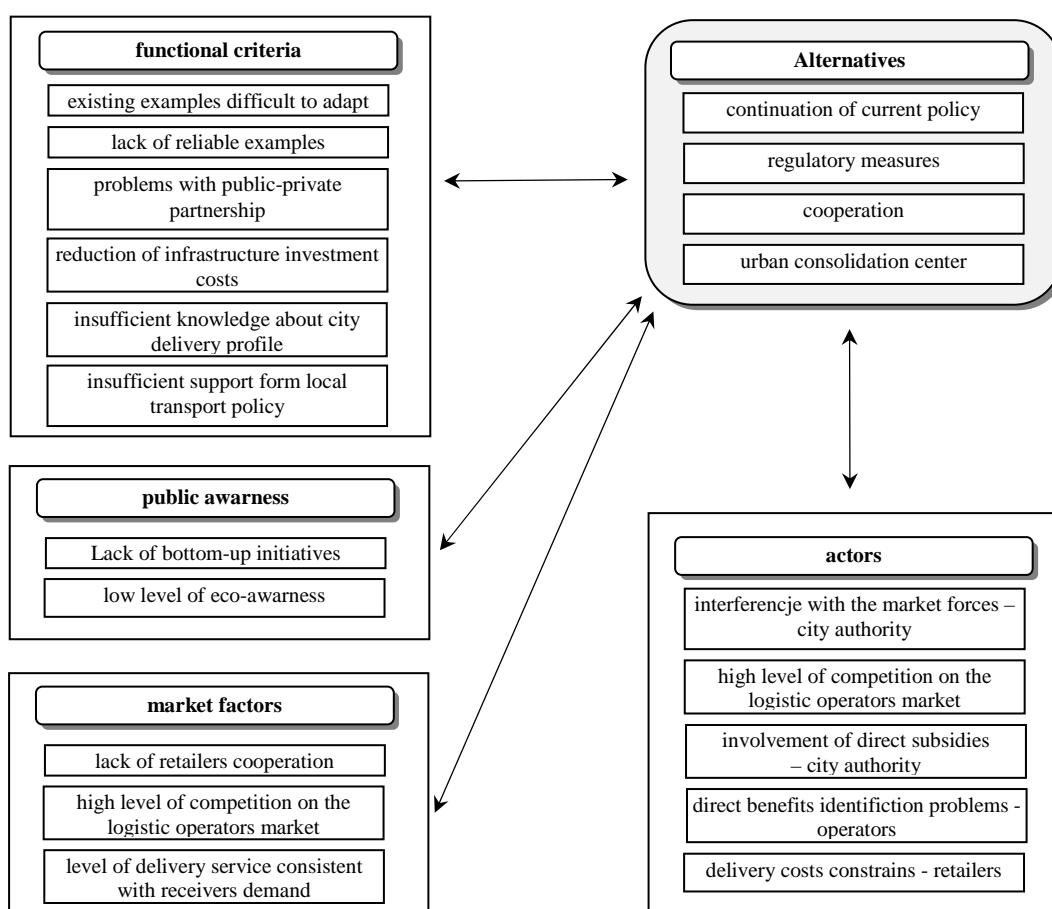 functional criteria
existing examples difficult to adapt
lack of reliable examples
problems with public-private
partnership
reduction of infrastructure investment
costs
insufficient knowledge about city
delivery profile
insufficient support form local
transport policy
public awarness
Lack of bottom-up initiatives
low level of eco-awarness
market factors
lack of retailers cooperation
high level of competition on the
logistic operators market
level of delivery service consistent
with receivers demand
Alternatives
continuation of current policy
regulatory measures
cooperation
urban consolidation center
actors
interferencje with the market forces –
city authority
high level of competition on the
logistic operators market
involvement of direct subsidies
– city authority
direct benefits identifiction problems -
operators
delivery costs constrains - retailers